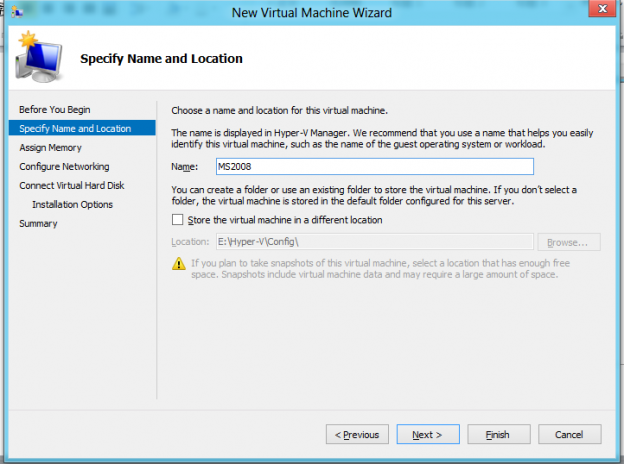 New Virtual Machine Wizard
X
Specify Name and Location
Before You Begin
Specify Name and Location
Assign Memory
Configure Networking
Connect Virtual Hard Disk
Installation Options
Summary
Choose a name and location for this virtual machine.
The name is displayed in Hyper-V Manager. We recommend that you use a name that helps you easily
identify this virtual machine, such as the name of the guest operating system or workload.
Name: MS2008
You can create a folder or use an existing folder to store the virtual machine. If you don't select a
folder, the virtual machine is stored in the default folder configured for this server.
Store the virtual machine in a different location
Location: E:\Hyper-V\Config\ Browse...
If you plan to take snapshots of this virtual machine, select a location that has enough free
space. Snapshots include virtual machine data and may require a large amount of space.
< Previous Next > Finish Cancel